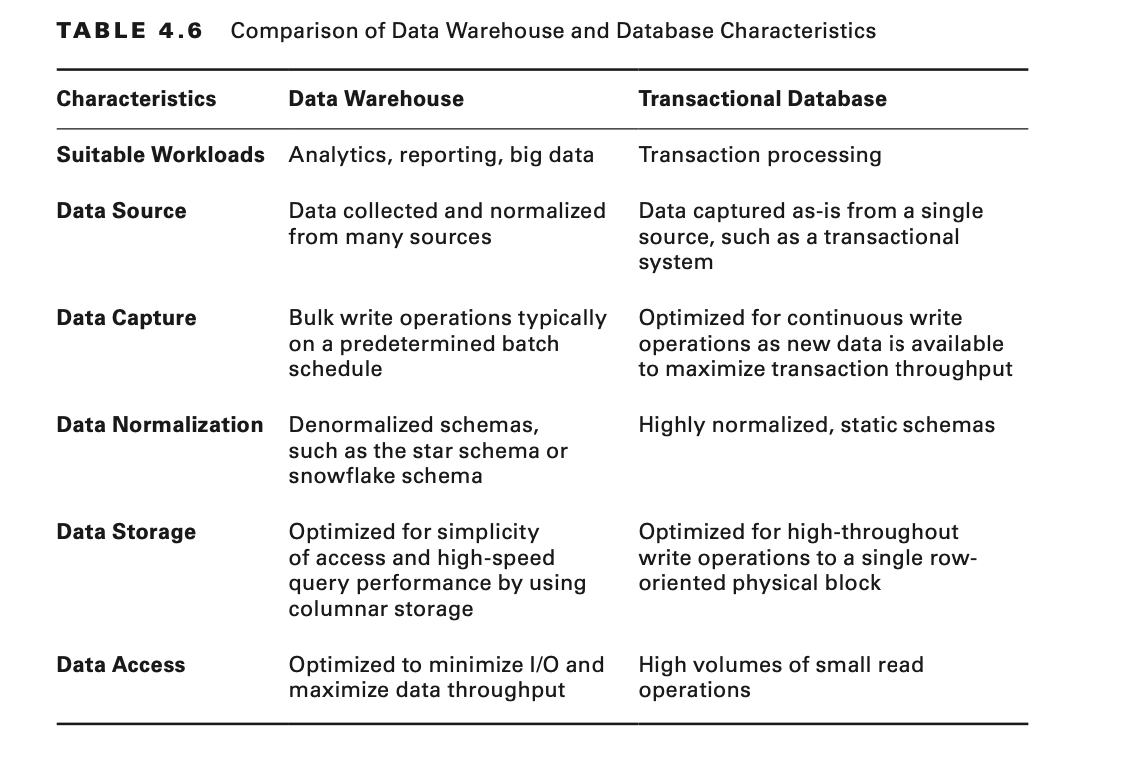 TABLE 4.6 Comparison of Data Warehouse and Database Characteristics
Characteristics Data Warehouse Transactional Database
Suitable Workloads Analytics, reporting, big data Transaction processing
Data Source Data collected and normalized Data captured as-is from a single
from many sources source, such as a transactional
system
Data Capture Bulk write operations typically Optimized for continuous write
on a predetermined batch operations as new data is available
schedule to maximize transaction throughput
Data Normalization Denormalized schemas, Highly normalized, static schemas
such as the star schema or
snowflake schema
Data Storage Optimized for simplicity Optimized for high-throughout
of access and high-speed write operations to a single row-
query performance by using oriented physical block
columnar storage
Data Access Optimized to minimize I/O and High volumes of small read
maximize data throughput operations